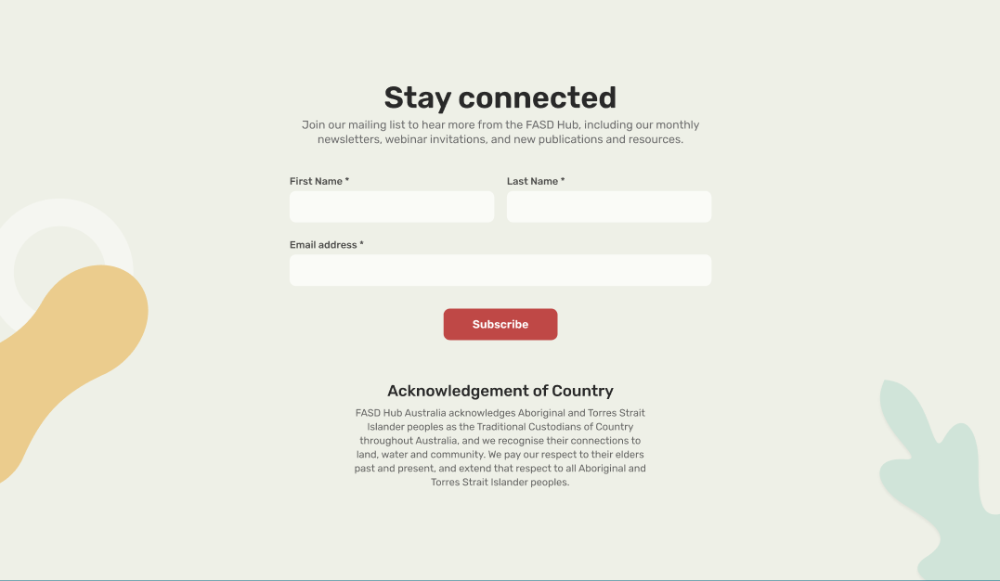 Stay connected
Join our mailing list to hear more from the FASD Hub, including our monthly
newsletters, webinar invitations, and new publications and resources.
First Name *
Last Name *
Email address *
Subscribe
Acknowledgement of Country
FASD Hub Australia acknowledges Aboriginal and Torres Strait
Islander peoples as the Traditional Custodians of Country
throughout Australia, and we recognise their connections to
land, water and community. We pay our respect to their elders
past and present, and extend that respect to all Aboriginal and
Torres Strait Islander peoples.